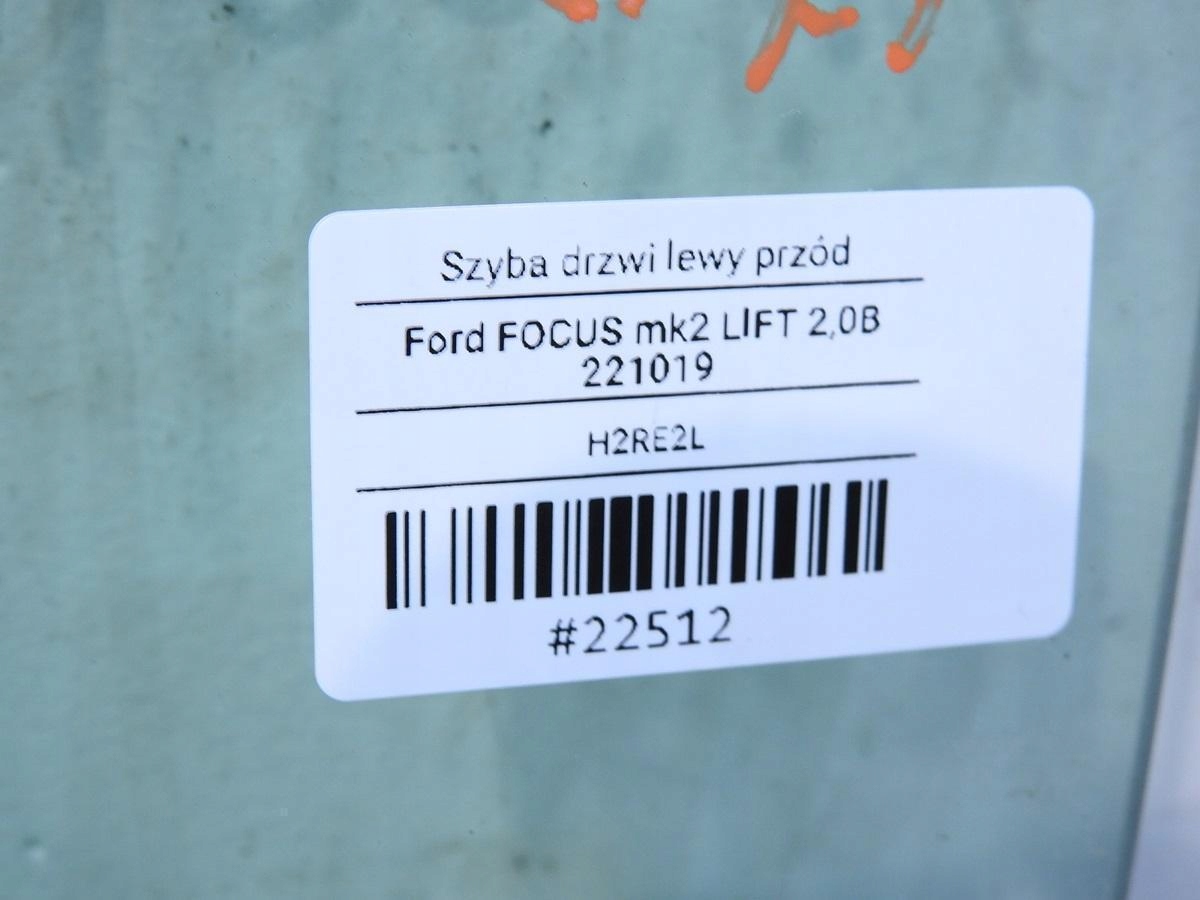 Szyba drzwi lewy przód
Ford FOCUS mk2 LIFT 2,0B
221019
H2RE2L
#22512